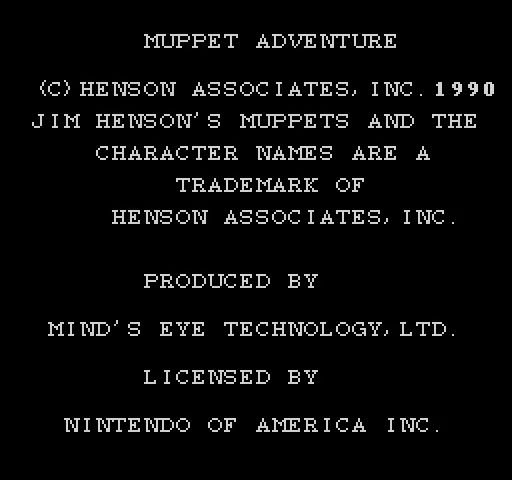 MUPPET ADVENTURE
(C) HENSON ASSOCIATES, INC. 1990
JIM HENSON'S MUPPETS AND THE
CHARACTER NAMES ARE A
TRADEMARK OF
HENSON ASSOCIATES, INC.
PRODUCED BY
MIND'S EYE TECHNOLOGY, LTD.
LICENSED BY
NINTENDO OF AMERICA INC.